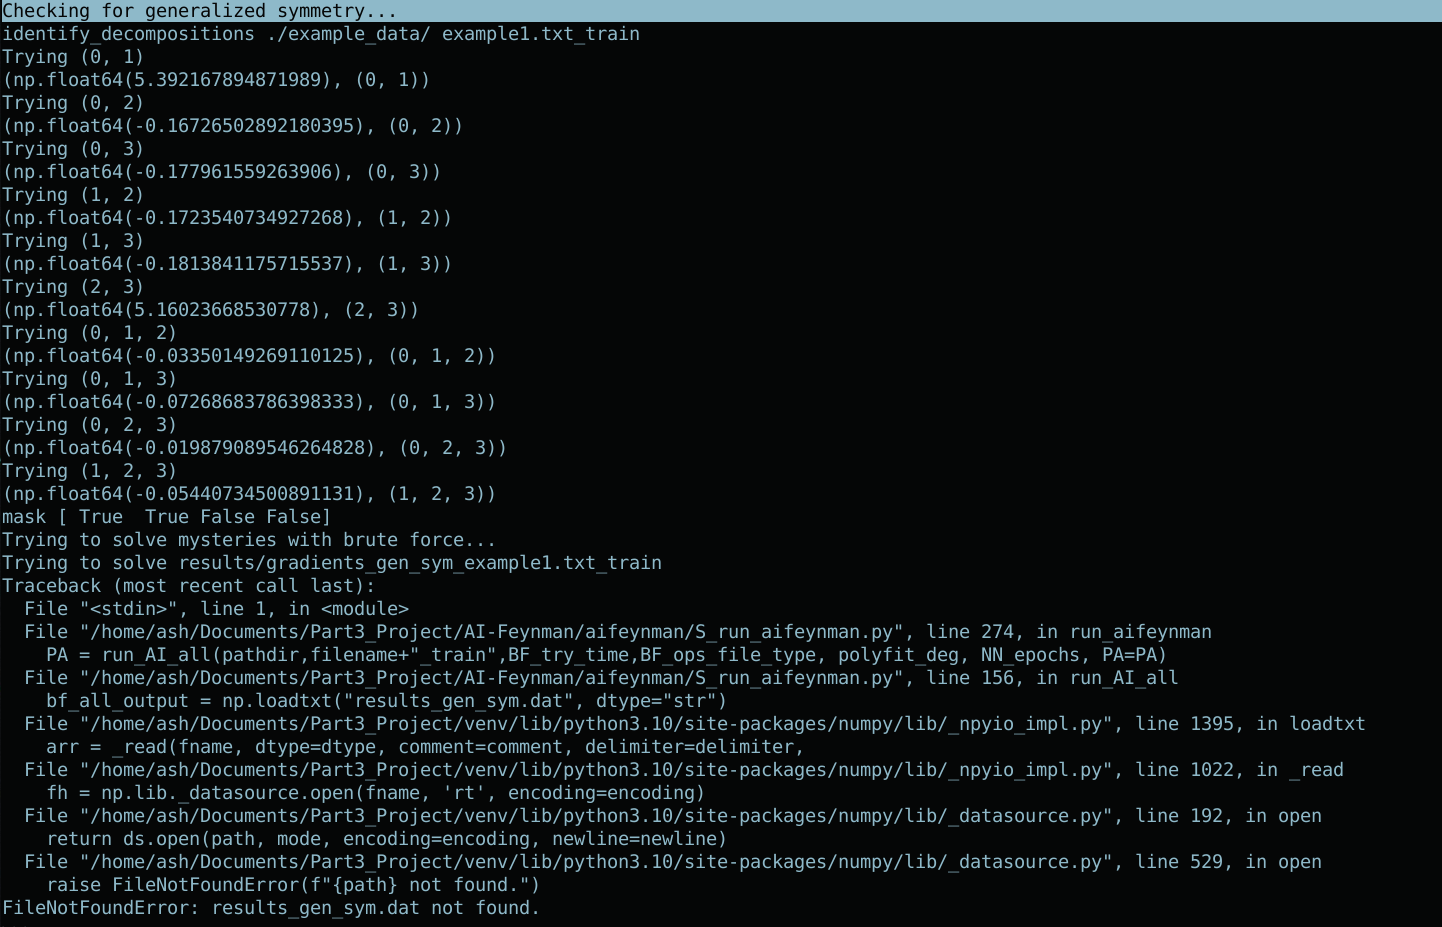 Checking for generalized symmetry...
identify_decompositions ./example_data/ example1.txt_train
Trying (0, 1)
(np.float64(5.392167894871989), (0, 1))
Trying (0, 2)
(np.float64(-0.16726502892180395), (0, 2))
Trying (0, 3)
(np.float64(-0.177961559263906), (0, 3))
Trying (1, 2)
(np.float64(-0.1723540734927268), (1, 2))
Trying (1, 3)
(np.float64(-0.1813841175715537), (1, 3))
Trying (2, 3)
(np.float64(5.16023668530778), (2, 3))
Trying (0, 1, 2)
(np.float64(-0.03350149269110125), (0, 1, 2))
Trying (0, 1, 3)
(np.float64(-0.07268683786398333), (0, 1, 3))
Trying (0, 2, 3)
(np.float64(-0.019879089546264828), (0, 2, 3))
Trying (1, 2, 3)
(np.float64(-0.05440734500891131), (1, 2, 3))
mask [ True  True False False]
Trying to solve mysteries with brute force...
Trying to solve results/gradients_gen_sym_example1.txt_train
Traceback (most recent call last):
  File "<stdin>", line 1, in <module>
  File "/home/ash/Documents/Part3_Project/AI-Feynman/aifeynman/S_run_aifeynman.py", line 274, in run_aifeynman
    PA = run_AI_all(pathdir,filename+"_train",BF_try_time,BF_ops_file_type, polyfit_deg, NN_epochs, PA=PA)
  File "/home/ash/Documents/Part3_Project/AI-Feynman/aifeynman/S_run_aifeynman.py", line 156, in run_AI_all
    bf_all_output = np.loadtxt("results_gen_sym.dat", dtype="str")
  File "/home/ash/Documents/Part3_Project/venv/lib/python3.10/site-packages/numpy/lib/_npyio_impl.py", line 1395, in loadtxt
    arr = _read(fname, dtype=dtype, comment=comment, delimiter=delimiter,
  File "/home/ash/Documents/Part3_Project/venv/lib/python3.10/site-packages/numpy/lib/_npyio_impl.py", line 1022, in _read
    fh = np.lib._datasource.open(fname, 'rt', encoding=encoding)
  File "/home/ash/Documents/Part3_Project/venv/lib/python3.10/site-packages/numpy/lib/_datasource.py", line 192, in open
    return ds.open(path, mode, encoding=encoding, newline=newline)
  File "/home/ash/Documents/Part3_Project/venv/lib/python3.10/site-packages/numpy/lib/_datasource.py", line 529, in open
    raise FileNotFoundError(f"{path} not found.")
FileNotFoundError: results_gen_sym.dat not found.